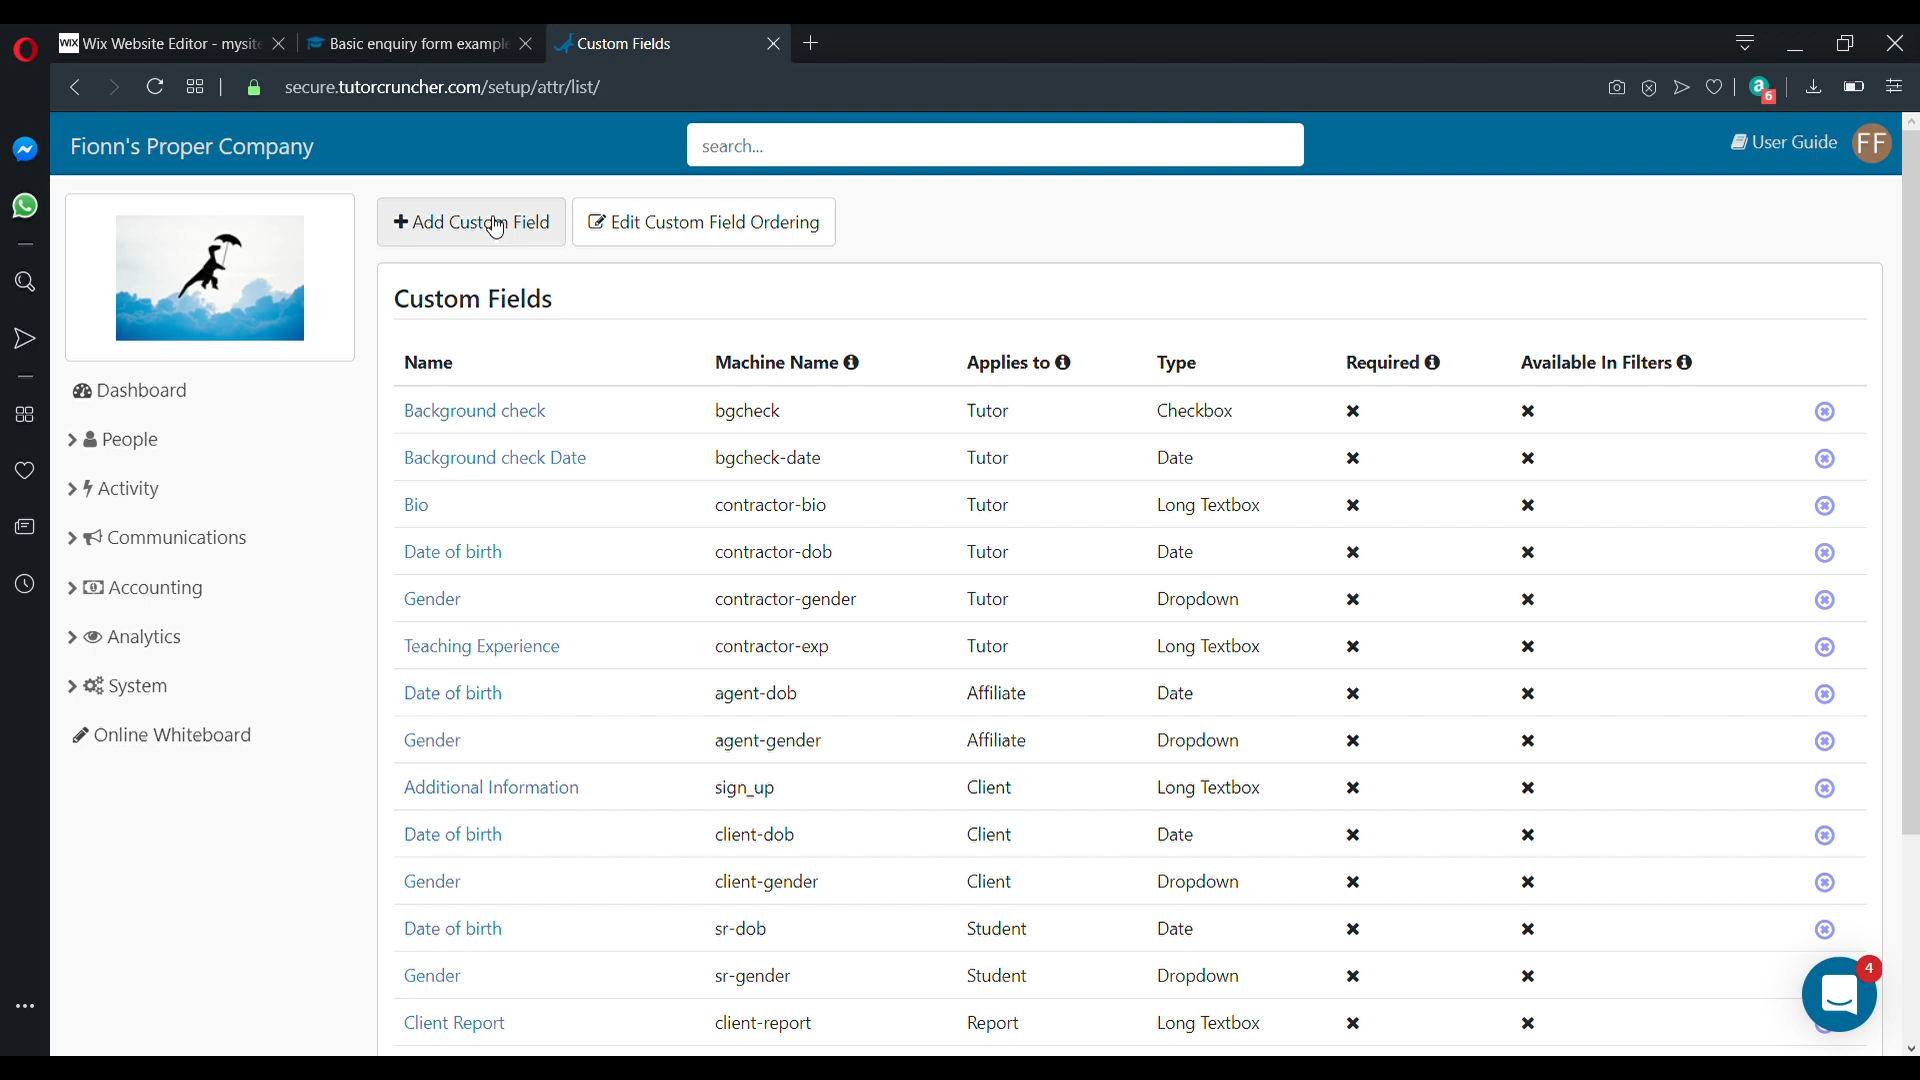 WIX Wix Website Editor - mysite
Basic enquiry form example
Custom Fields
secure.tutorcruncher.com/setup/attr/list/
a 6
Fionn's Proper Company
search...
User Guide
FF
Add Custom Field
Edit Custom Field Ordering
Dashboard
People
Activity
Communications
Accounting
Analytics
System
Online Whiteboard
Custom Fields
Name Machine Name Applies to Type Required Available In Filters
Background check bgcheck Tutor Checkbox
Background check Date bgcheck-date Tutor Date
Bio contractor-bio Tutor Long Textbox
Date of birth contractor-dob Tutor Date
Gender contractor-gender Tutor Dropdown
Teaching Experience contractor-exp Tutor Long Textbox
Date of birth agent-dob Affiliate Date
Gender agent-gender Affiliate Dropdown
Additional Information sign_up Client Long Textbox
Date of birth client-dob Client Date
Gender client-gender Client Dropdown
Date of birth sr-dob Student Date
Gender sr-gender Student Dropdown
Client Report client-report Report Long Textbox
4